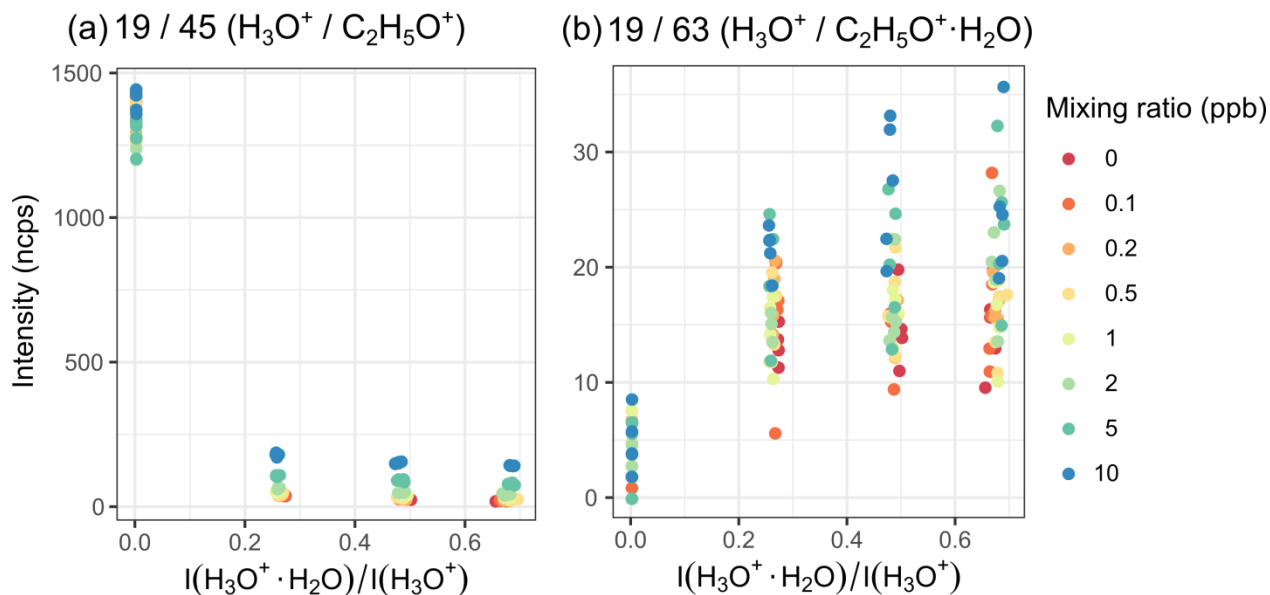 (a) 19 / 45 (H₃O⁺ / C₂H₅O⁺)
1500
1000
500
0
Intensity (ncps)
0.0 0.2 0.4 0.6
I(H₃O⁺·H₂O)/I(H₃O⁺)
(b) 19 / 63 (H₃O⁺ / C₂H₅O⁺·H₂O)
30
20
10
0
0.0 0.2 0.4 0.6
I(H₃O⁺·H₂O)/I(H₃O⁺)
Mixing ratio (ppb)
0
0.1
0.2
0.5
1
2
5
10